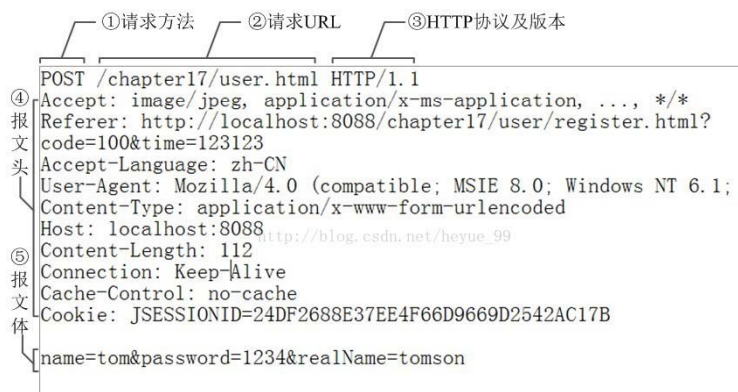 ①请求方法 ②请求URL ③HTTP协议及版本
POST /chapter17/user.html HTTP/1.1
④报文头
Accept: image/jpeg, application/x-ms-application, ..., */*
Referer: http://localhost:8088/chapter17/user/register.html?
code=100&time=123123
Accept-Language: zh-CN
User-Agent: Mozilla/4.0 (compatible; MSIE 8.0; Windows NT 6.1;
Content-Type: application/x-www-form-urlencoded
Host: localhost:8088
http://blog.csdn.net/heyue_99
Content-Length: 112
Connection: Keep-Alive
Cache-Control: no-cache
Cookie: JSESSIONID=24DF2688E37EE4F66D9669D2542AC17B
⑤报文体
name=tom&password=1234&realName=tomson